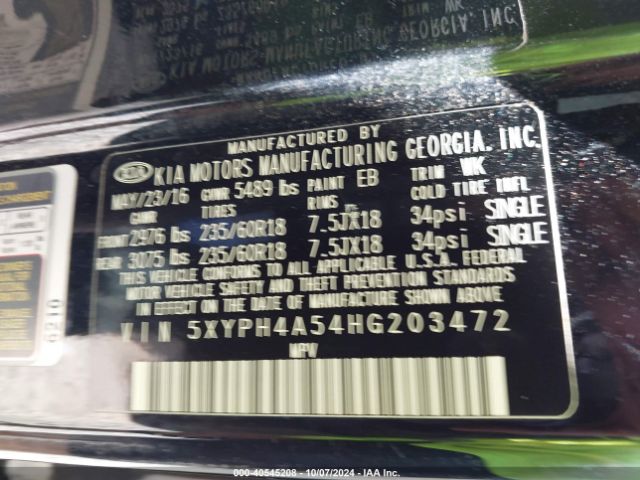 MANUFACTURED BY
KIA KIA MOTORS MANUFACTURING GEORGIA, INC.
MAY/23/16 GVWR 5489 lbs PAINT EB TRIM WK
GAWR TIRES RIMS COLD TIRE INFL
FRONT 2976 lbs 235/60R18 7.5JX18 34psi SINGLE
REAR 3075 lbs 235/60R18 7.5JX18 34psi SINGLE
THIS VEHICLE CONFORMS TO ALL APPLICABLE U.S.A. FEDERAL
MOTOR VEHICLE SAFETY AND THEFT PREVENTION STANDARDS
IN EFFECT ON THE DATE OF MANUFACTURE SHOWN ABOVE
VIN 5XYPH4A54HG203472
MPV
6210
000-40545208 - 10/07/2024 - IAA Inc.